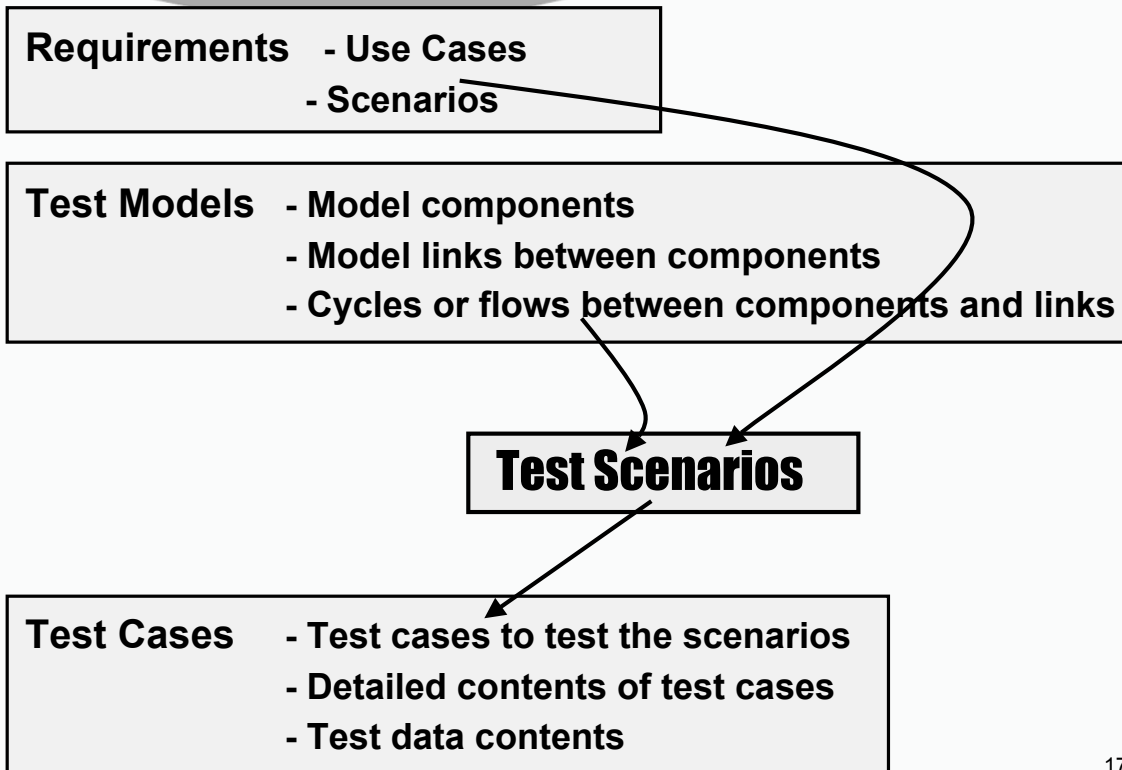 Requirements - Use Cases
- Scenarios
Test Models - Model components
- Model links between components
- Cycles or flows between components and links
Test Scenarios
Test Cases - Test cases to test the scenarios
- Detailed contents of test cases
- Test data contents
17